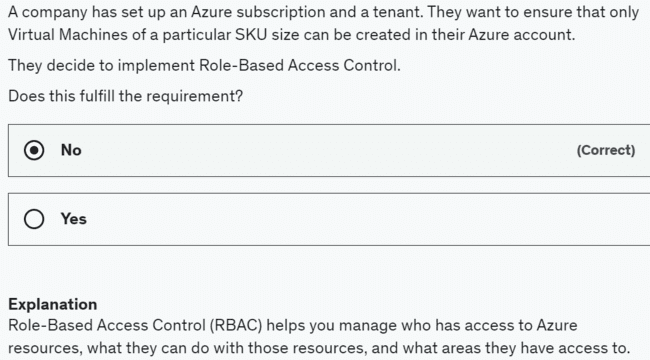 A company has set up an Azure subscription and a tenant. They want to ensure that only
Virtual Machines of a particular SKU size can be created in their Azure account.
They decide to implement Role-Based Access Control.
Does this fulfill the requirement?
No (Correct)
Yes
Explanation
Role-Based Access Control (RBAC) helps you manage who has access to Azure
resources, what they can do with those resources, and what areas they have access to.